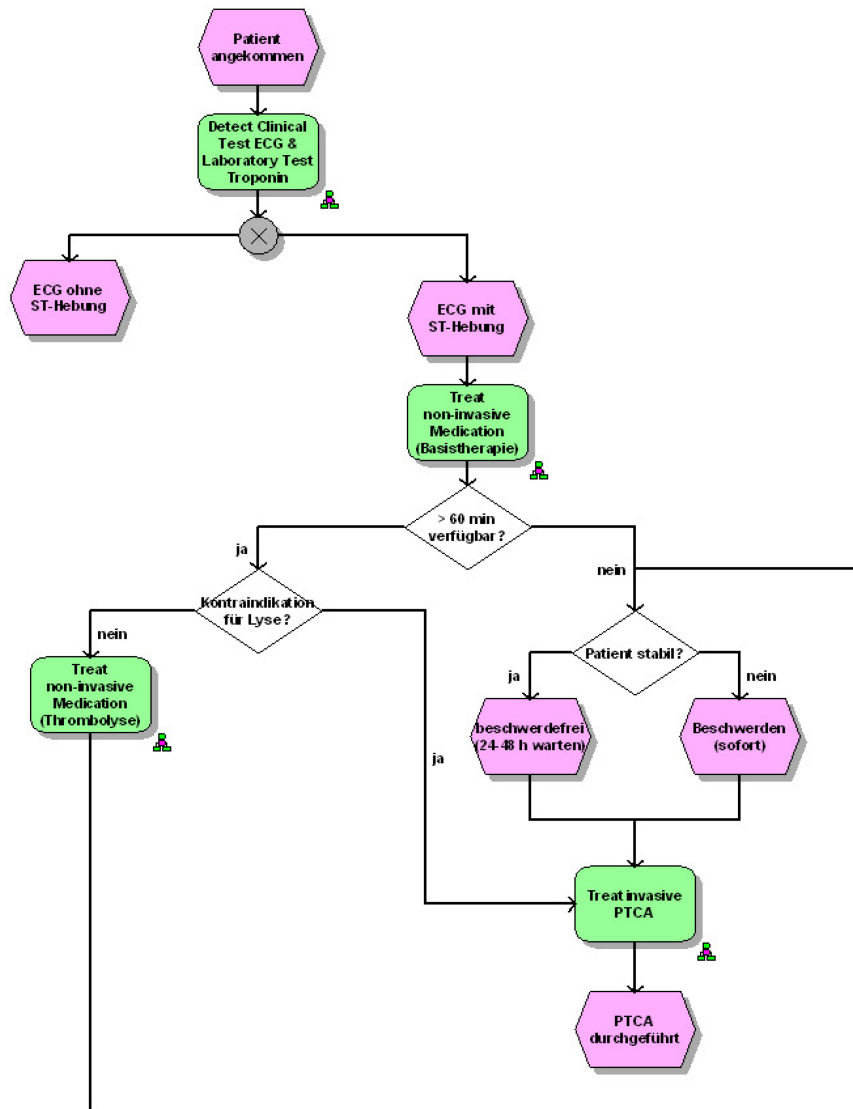 Patient
angekommen
Detect Clinical
Test ECG &
Laboratory Test
Troponin
ECG ohne
ST-Hebung
ECG mit
ST-Hebung
Treat
non-invasive
Medication
(Basistherapie)
> 60 min
verfügbar?
ja
nein
Kontraindikation
für Lyse?
nein
ja
Treat
non-invasive
Medication
(Thrombolyse)
Patient stabil?
ja
nein
beschwerdefrei
(24-48 h warten)
Beschwerden
(sofort)
Treat invasive
PTCA
PTCA
durchgeführt